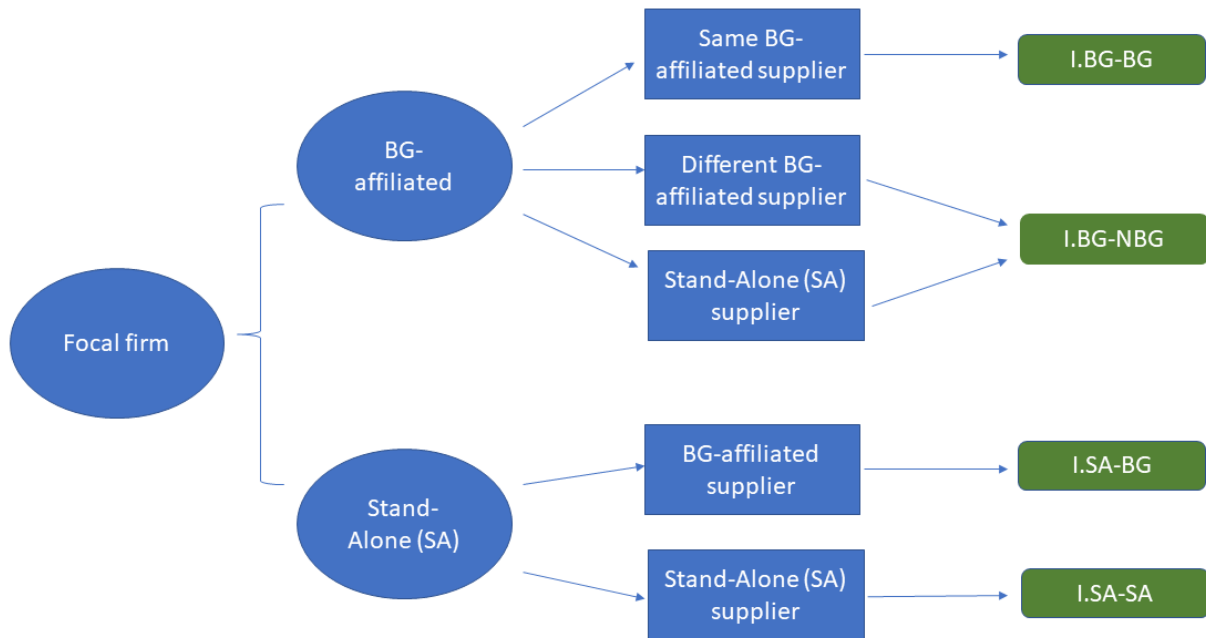 Same BG-
affiliated supplier
I.BG-BG
BG-
affiliated
Different BG-
affiliated supplier
I.BG-NBG
Stand-Alone (SA)
supplier
Focal firm
BG-affiliated
supplier
I.SA-BG
Stand-
Alone (SA)
Stand-Alone (SA)
supplier
I.SA-SA